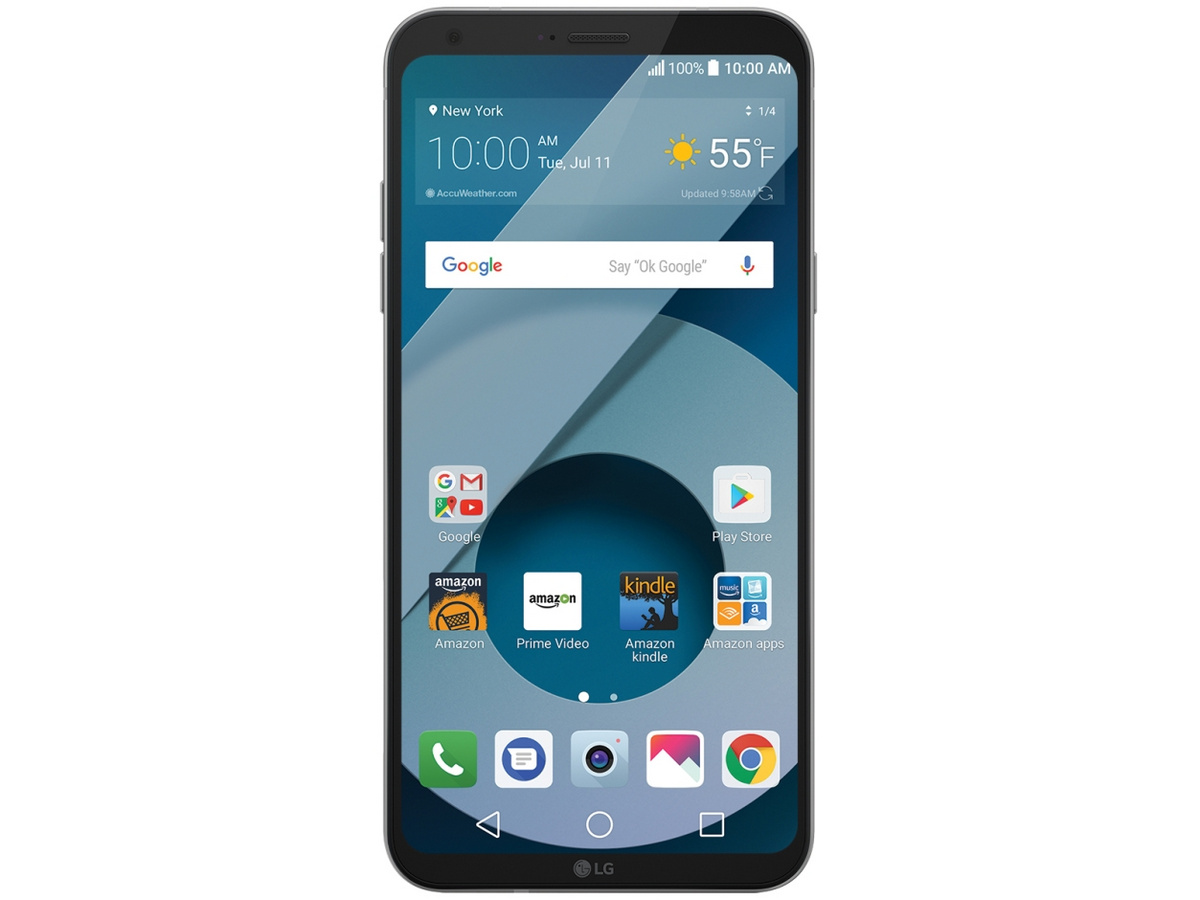 100% 10:00 AM
New York
1/4
10:00 AM
Tue, Jul 11
55°F
AccuWeather.com
Updated 9:58AM
Google
Say “Ok Google”
G
Google
Play Store
amazon
amazon
kindle
music
a
Amazon
Prime Video
Amazon
kindle
Amazon apps
LG